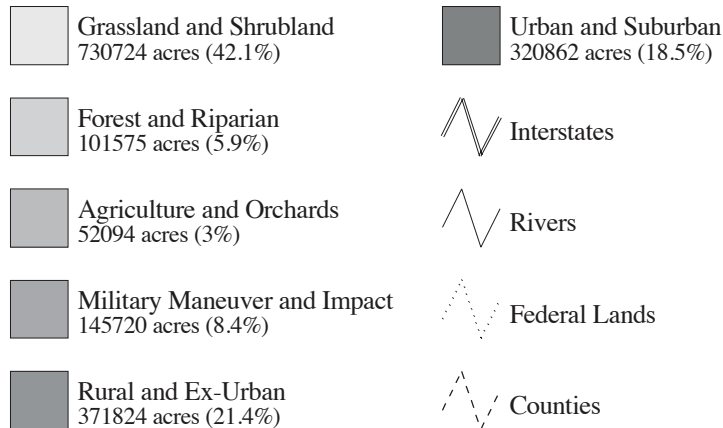 Grassland and Shrubland
730724 acres (42.1%)
Forest and Riparian
101575 acres (5.9%)
Agriculture and Orchards
52094 acres (3%)
Military Maneuver and Impact
145720 acres (8.4%)
Rural and Ex-Urban
371824 acres (21.4%)
Urban and Suburban
320862 acres (18.5%)
Interstates
Rivers
Federal Lands
Counties